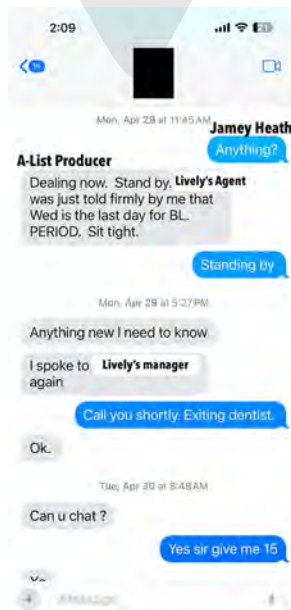 2:09
Mon, Apr 29 at 11:45 AM
Jamey Heath
Anything?
A-List Producer
Dealing now. Stand by. Lively's Agent
was just told firmly by me that
Wed is the last day for BL.
PERIOD. Sit tight.
Standing by
Mon, Apr 29 at 5:27 PM
Anything new I need to know
I spoke to Lively's manager
again
Call you shortly. Exiting dentist.
Ok.
Tue, Apr 30 at 8:48 AM
Can u chat ?
Yes sir give me 15